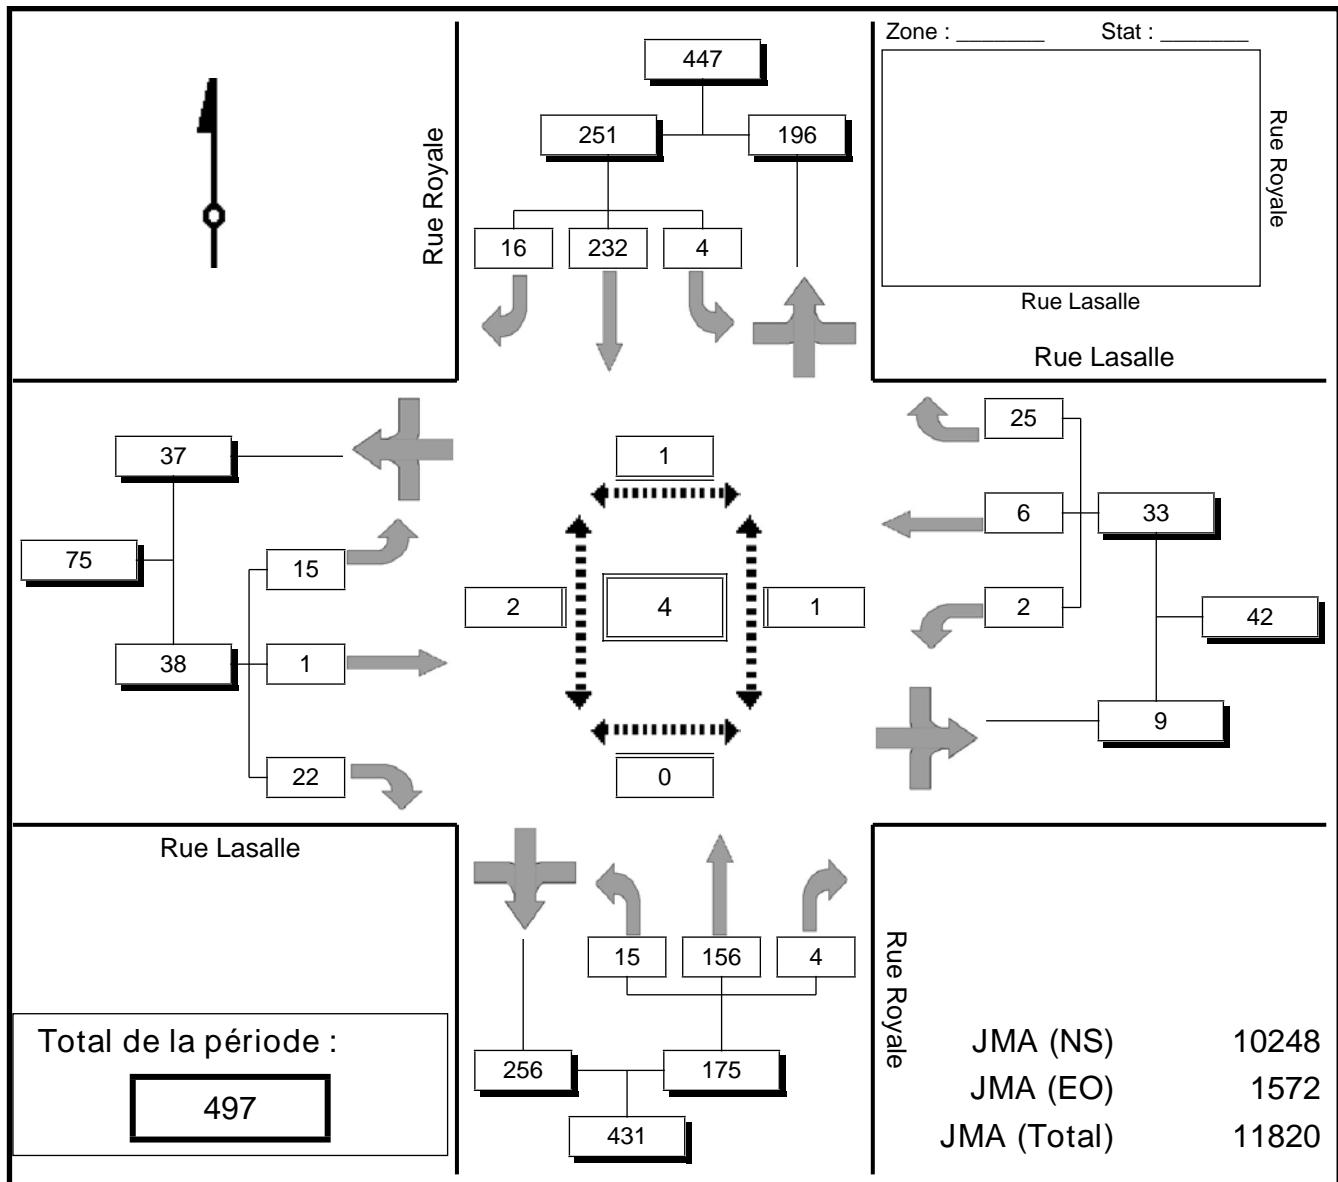 Zone : _______ Stat : _______
447
251 196
Rue Royale
Rue Royale
16 232 4
Rue Lasalle
Rue Lasalle
25
37 1
6 33
75 15
2 4 1 2 42
38 1
9
22 0
Rue Lasalle
15 156 4
Rue Royale
Total de la période :
497
256 175
431
JMA (NS) 10248
JMA (EO) 1572
JMA (Total) 11820